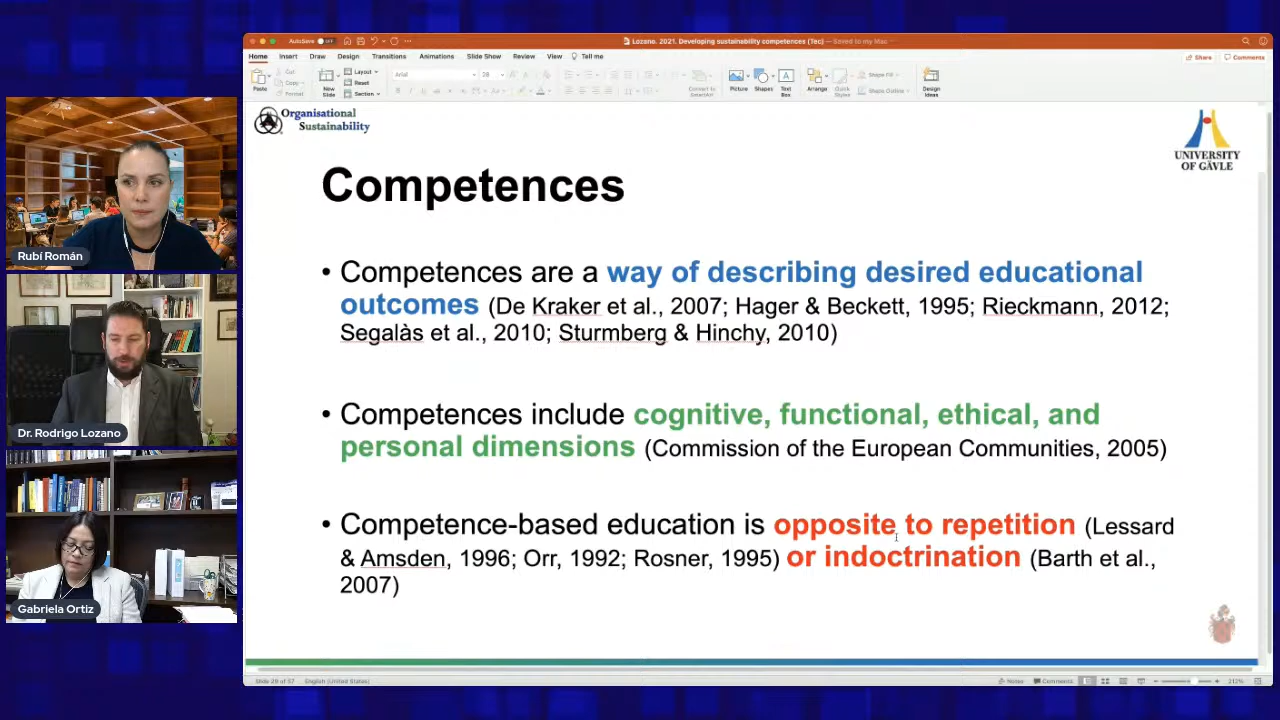 AutoSave OFF
Lozano. 2021. Developing sustainability competences (Tec) — Saved to my Mac
Home Insert Draw Design Transitions Animations Slide Show Review View Tell me
Share Comments
Paste
Cut
Copy
Format
New Slide
Layout
Reset
Section
Arial 28
Convert to SmartArt
Picture
Shapes
Text Box
Arrange
Quick Styles
Shape Fill
Shape Outline
Design Ideas
Organisational
Sustainability
UNIVERSITY
OF GÄVLE
Competences
• Competences are a way of describing desired educational
outcomes (De Kraker et al., 2007; Hager & Beckett, 1995; Rieckmann, 2012;
Segalàs et al., 2010; Sturmberg & Hinchy, 2010)
• Competences include cognitive, functional, ethical, and
personal dimensions (Commission of the European Communities, 2005)
• Competence-based education is opposite to repetition (Lessard
& Amsden, 1996; Orr, 1992; Rosner, 1995) or indoctrination (Barth et al.,
2007)
Rubí Román
Dr. Rodrigo Lozano
Gabriela Ortiz
Slide 29 of 57 English (United States)
Notes Comments 212%